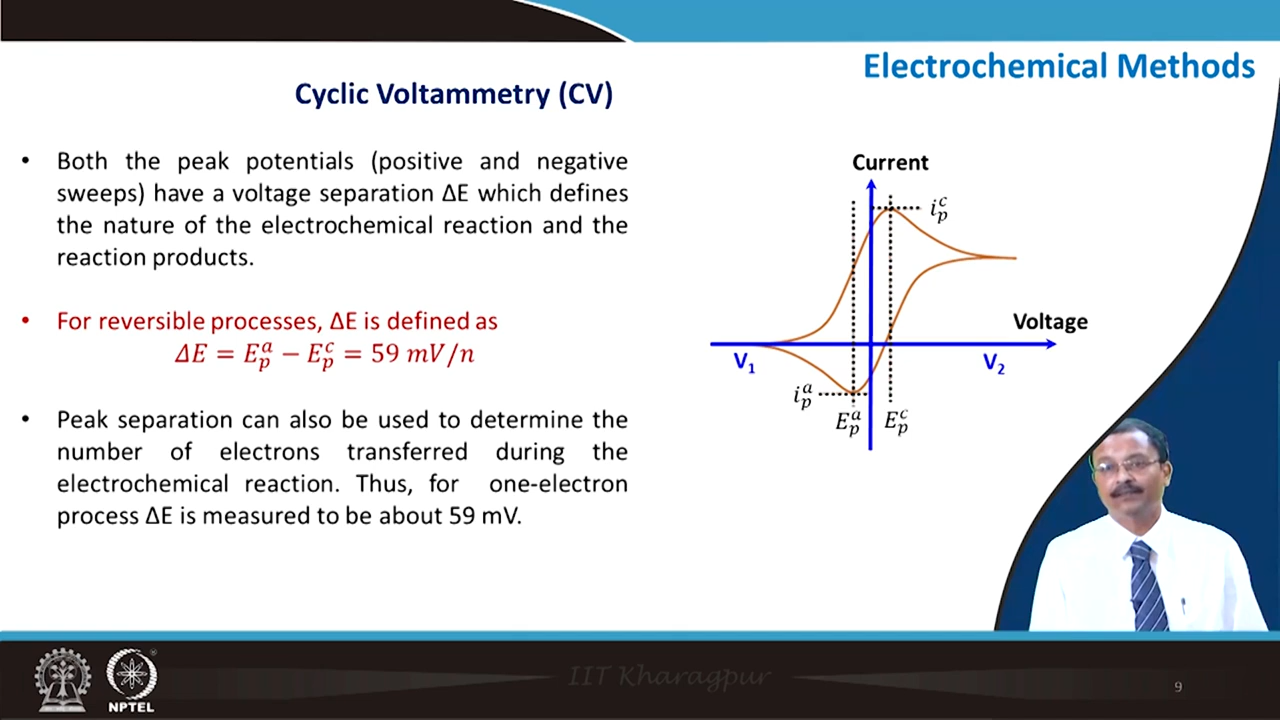 Electrochemical Methods
Cyclic Voltammetry (CV)
• Both the peak potentials (positive and negative
sweeps) have a voltage separation ΔE which defines
the nature of the electrochemical reaction and the
reaction products.
• For reversible processes, ΔE is defined as
ΔE = E_p^a − E_p^c = 59 mV/n
• Peak separation can also be used to determine the
number of electrons transferred during the
electrochemical reaction. Thus, for one-electron
process ΔE is measured to be about 59 mV.
Current
i_p^c
Voltage
V₁
V₂
i_p^a
E_p^a
E_p^c
NPTEL
IIT Kharagpur
9